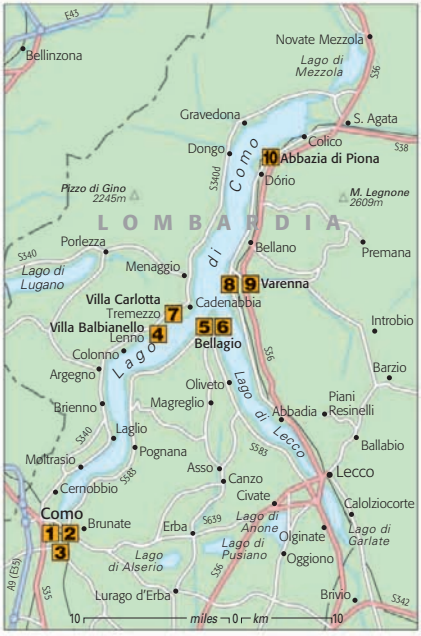 E43
Bellinzona
Novate Mezzola
Lago di
Mezzola
S36
Gravedona
S. Agata
Colico
S38
Dongo
10 Abbazia di Piona
S340d
Dório
Pizzo di Gino
2245m
M. Legnone
2609m
LOMBARDIA
Lago di Como
Bellano
Premana
Porlezza
S340
Lago di
Lugano
Menaggio
8 9 Varenna
Villa Carlotta
Cadenabbia
Tremezzo 7
Villa Balbianello
Lenno 4
5 6
Bellagio
Introbio
Colonno
S36
Argegno
Barzio
Oliveto
Lago di Lecco
Brienno
Magreglio
Abbadia
Piani
Resinelli
S340
Laglio
Ballabio
Pognana
S583
Moltrasio
S583
Asso
Lecco
Canzo
Cernobbio
Civate
Calolziocorte
Como
1 2
Brunate
3
Erba
S639
Lago di
Anone
Lago di
Garlate
Lago
di Alserio
Lago di
Pusiano
Olginate
Oggiono
A9 (E35)
S35
Lurago d'Erba
S36
Brivio
S342
10 miles 0 km 10